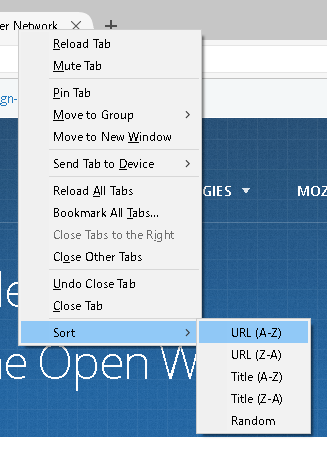 er Network
Reload Tab
Mute Tab
Pin Tab
Move to Group
Move to New Window
Send Tab to Device
Reload All Tabs
Bookmark All Tabs...
Close Tabs to the Right
Close Other Tabs
Undo Close Tab
Close Tab
Sort
URL (A-Z)
URL (Z-A)
Title (A-Z)
Title (Z-A)
Random
ign-
GIES
MOZ
e Open W